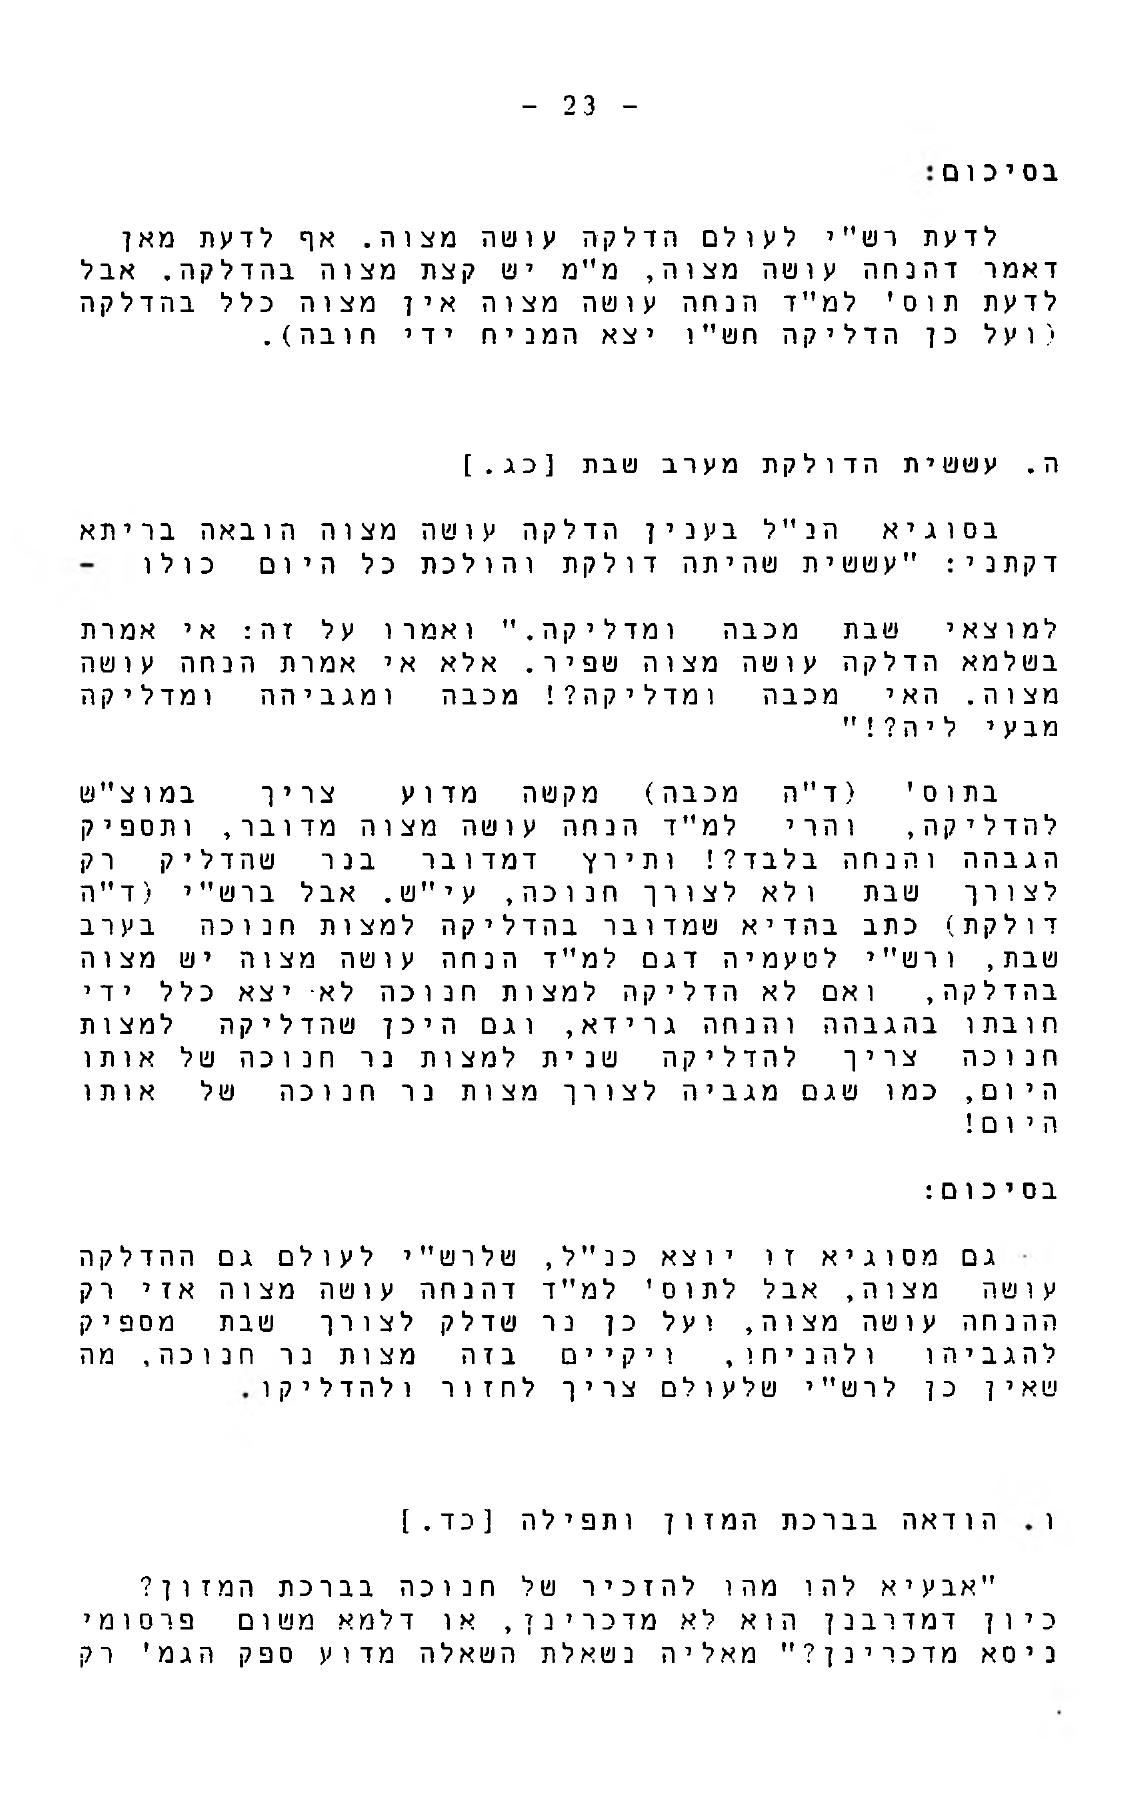 - 23 -
בסיכום:
לדעת רש"י לעולם הדלקה עושה מצוה. אף לדעת מאן
דאמר דהנחה עושה מצוה, מ"מ יש קצת מצוה בהדלקה. אבל
לדעת תוס' למ"ד הנחה עושה מצוה אין מצוה כלל בהדלקה
(ועל כן הדליקה חש"ו יצא המניח ידי חובה).
ה. עששית הדולקת מערב שבת [כג.]
בסוגיא הנ"ל בענין הדלקה עושה מצוה הובאה בריתא
דקתני: "עששית שהיתה דולקת והולכת כל היום כולו -
למוצאי שבת מכבה ומדליקה." ואמרו על זה: אי אמרת
בשלמא הדלקה עושה מצוה שפיר. אלא אי אמרת הנחה עושה
מצוה. האי מכבה ומדליקה?! מכבה ומגביהה ומדליקה
מבעי ליה?!"
בתוס' (ד"ה מכבה) מקשה מדוע צריך במוצ"ש
להדליקה, והרי למ"ד הנחה עושה מצוה מדובר, ותספיק
הגבהה והנחה בלבד?! ותירץ דמדובר בנר שהדליק רק
לצורך שבת ולא לצורך חנוכה, עי"ש. אבל ברש"י (ד"ה
דולקת) כתב בהדיא שמדובר בהדליקה למצות חנוכה בערב
שבת, ורש"י לטעמיה דגם למ"ד הנחה עושה מצוה יש מצוה
בהדלקה, ואם לא הדליקה למצות חנוכה לא יצא כלל ידי
חובתו בהגבהה והנחה גרידא, וגם היכן שהדליקה למצות
חנוכה צריך להדליקה שנית למצות נר חנוכה של אותו
היום, כמו שגם מגביה לצורך מצות נר חנוכה של אותו
היום!
בסיכום:
גם מסוגיא זו יוצא כנ"ל, שלרש"י לעולם גם ההדלקה
עושה מצוה, אבל לתוס' למ"ד דהנחה עושה מצוה אזי רק
ההנחה עושה מצוה, ועל כן נר שדלק לצורך שבת מספיק
להגביהו ולהניחו, ויקיים בזה מצות נר חנוכה, מה
שאין כן לרש"י שלעולם צריך לחזור ולהדליקו.
ו. הודאה בברכת המזון ותפילה [כד.]
"אבעיא להו מהו להזכיר של חנוכה בברכת המזון?
כיון דמדרבנן הוא לא מדכרינן, או דלמא משום פרסומי
ניסא מדכרינן?" מאליה נשאלת השאלה מדוע ספק הגמ' רק